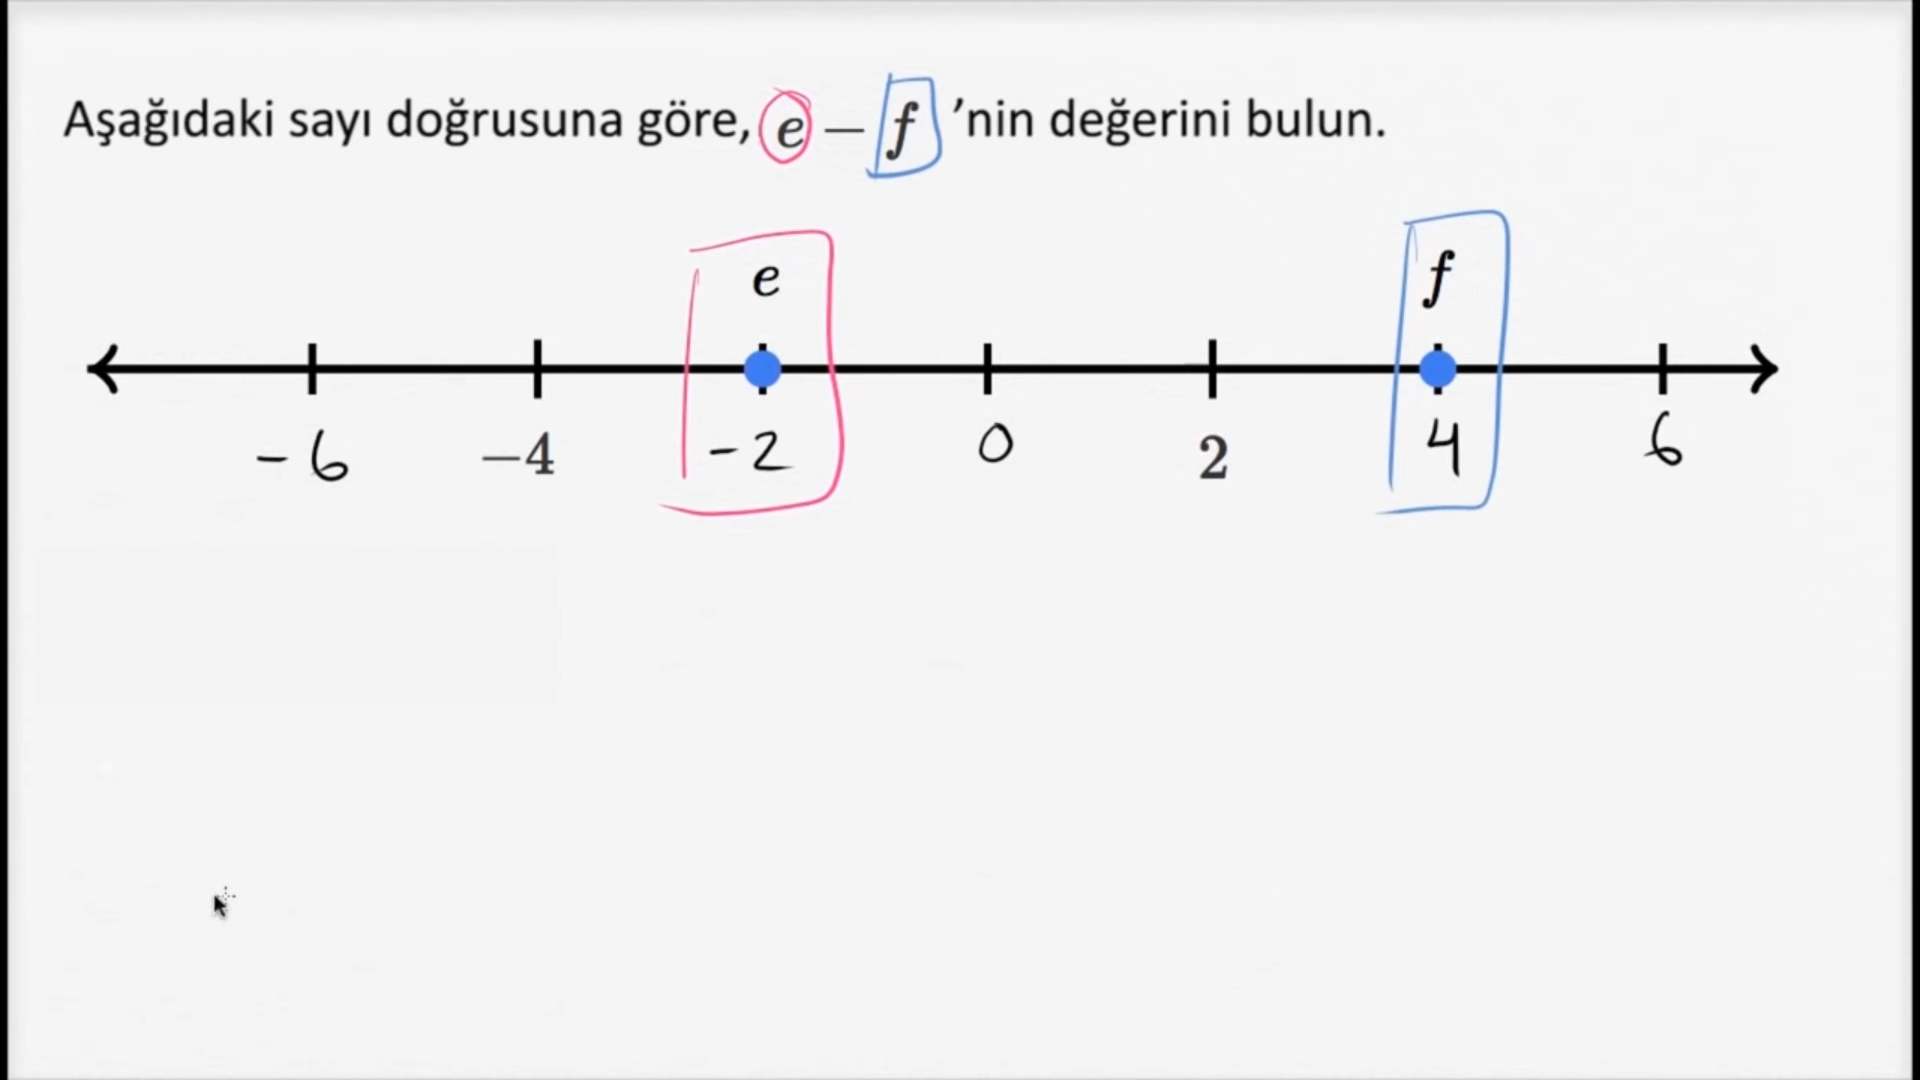 Aşağıdaki sayı doğrusuna göre, e − f ’nin değerini bulun.
e f
-6 −4 -2 0 2 4 6